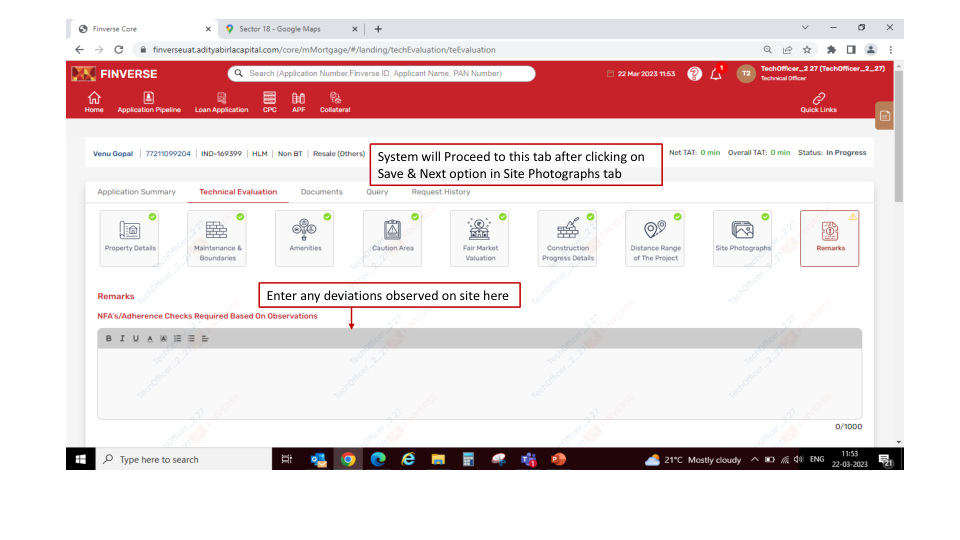 Finverse Core
Sector 18 - Google Maps
finverseuat.adityabirlacapital.com/core/mMortgage/#/landing/techEvaluation/teEvaluation
FINVERSE
Search (Application Number,Finverse ID, Applicant Name, PAN Number)
22 Mar 2023 11:53
T2
TechOfficer_2 27 (TechOfficer_2_27)
Technical Officer
Home
Application Pipeline
Loan Application
CPC
APF
Collateral
Quick Links
Venu Gopal | 77211099204 | IND-169399 | HLM | Non BT | Resale (Others)
Net TAT: 0 min Overall TAT: 0 min Status: In Progress
System will Proceed to this tab after clicking on
Save & Next option in Site Photographs tab
Application Summary
Technical Evaluation
Documents
Query
Request History
Property Details
Maintenance &
Boundaries
Amenities
Caution Area
Fair Market
Valuation
Construction
Progress Details
Distance Range
of The Project
Site Photographs
Remarks
Remarks
Enter any deviations observed on site here
NFA's/Adherence Checks Required Based On Observations
B I U A
0/1000
Type here to search
21°C Mostly cloudy
ENG
11:53
22-03-2023